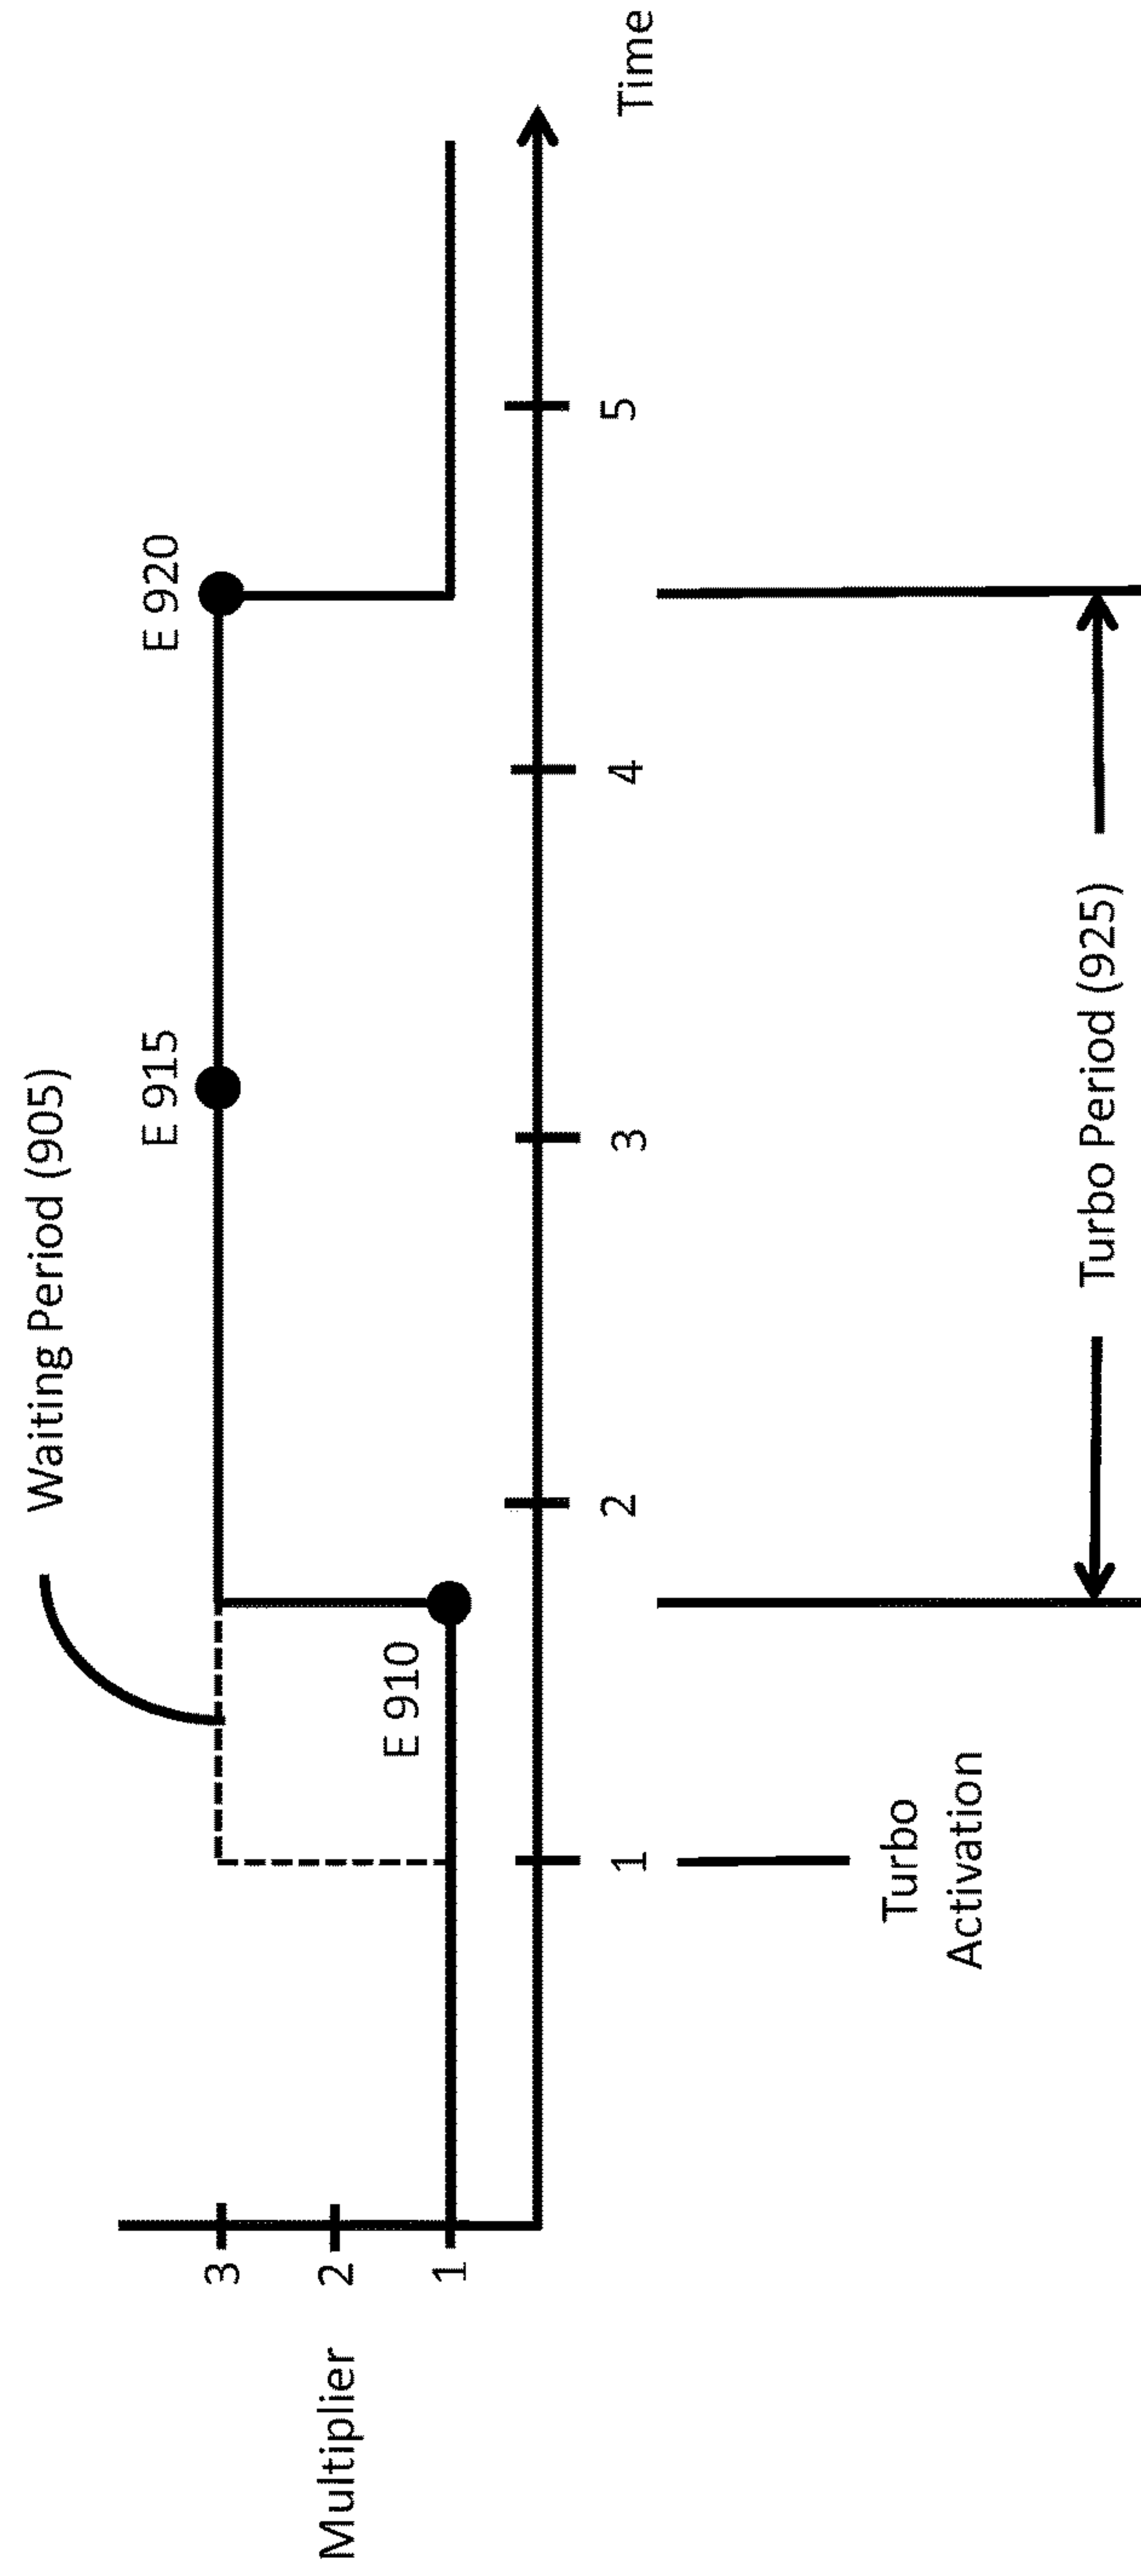 Waiting Period (905)
E 915
E 920
3
Multiplier
2
1
E 910
1
2
3
4
5
Time
Turbo
Activation
Turbo Period (925)